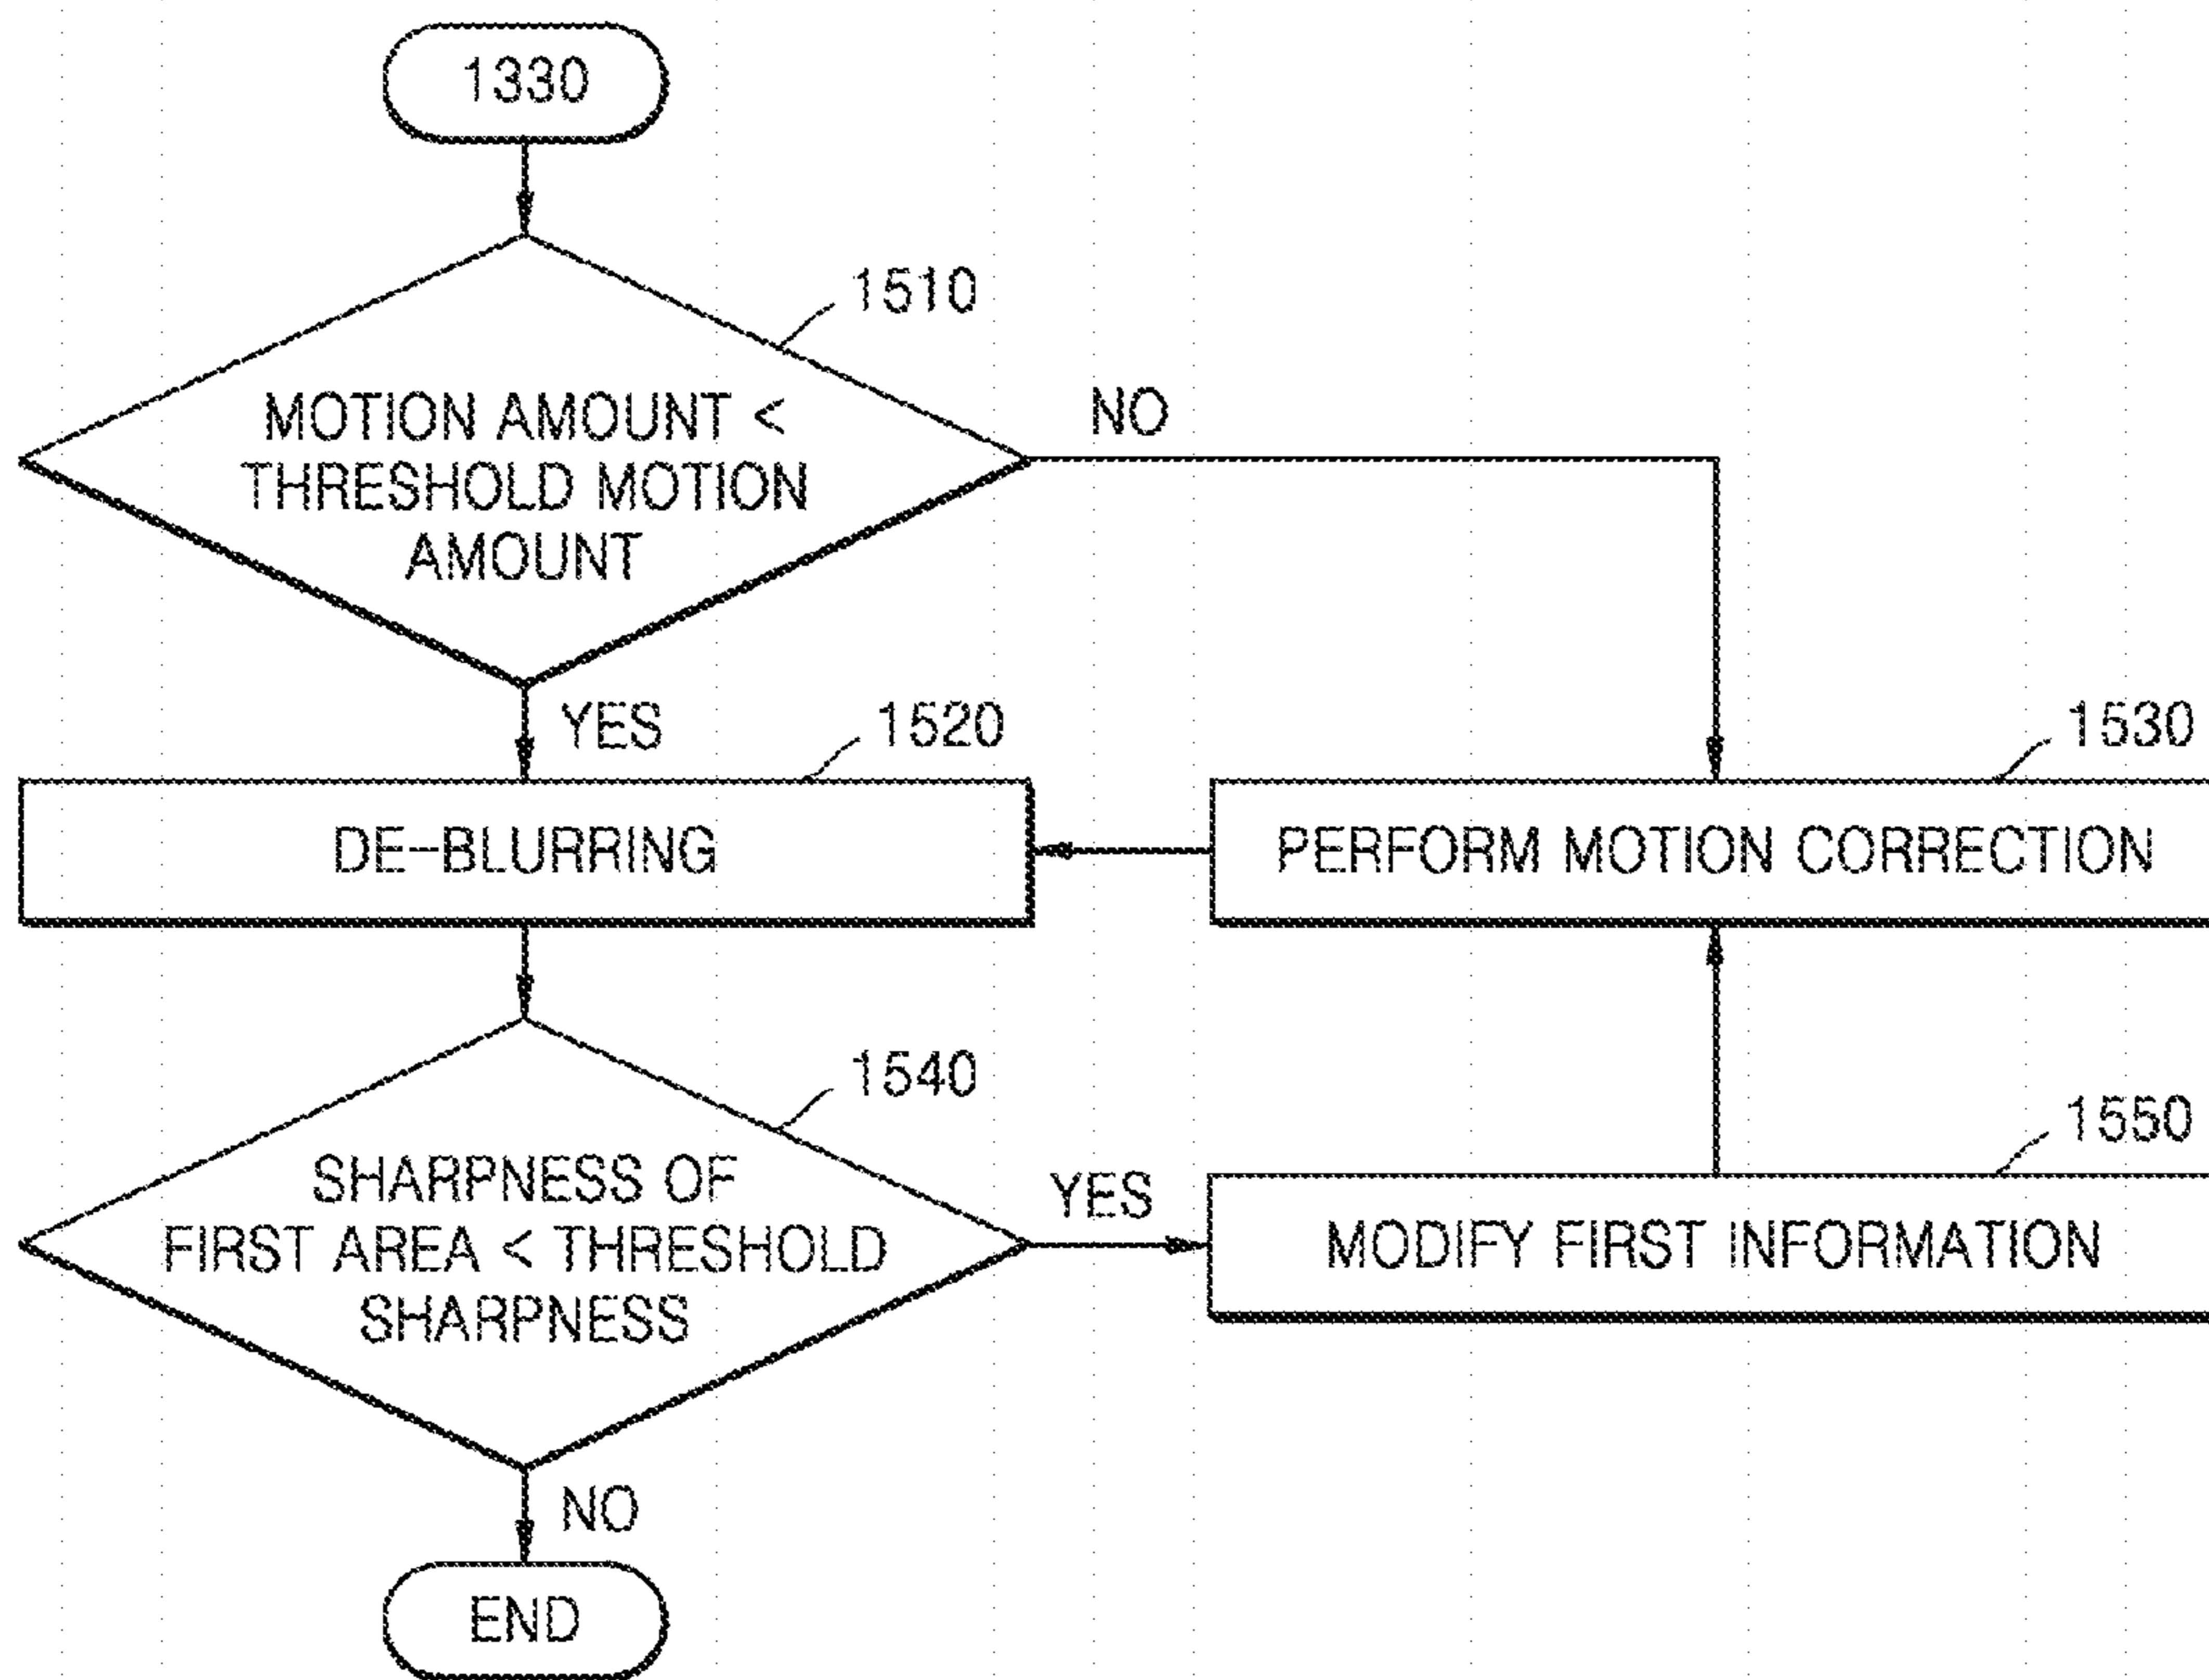 1330
1510
MOTION AMOUNT <
THRESHOLD MOTION
AMOUNT
NO
YES
1520
1530
DE-BLURRING
PERFORM MOTION CORRECTION
1540
1550
SHARPNESS OF
FIRST AREA < THRESHOLD
SHARPNESS
YES
MODIFY FIRST INFORMATION
NO
END